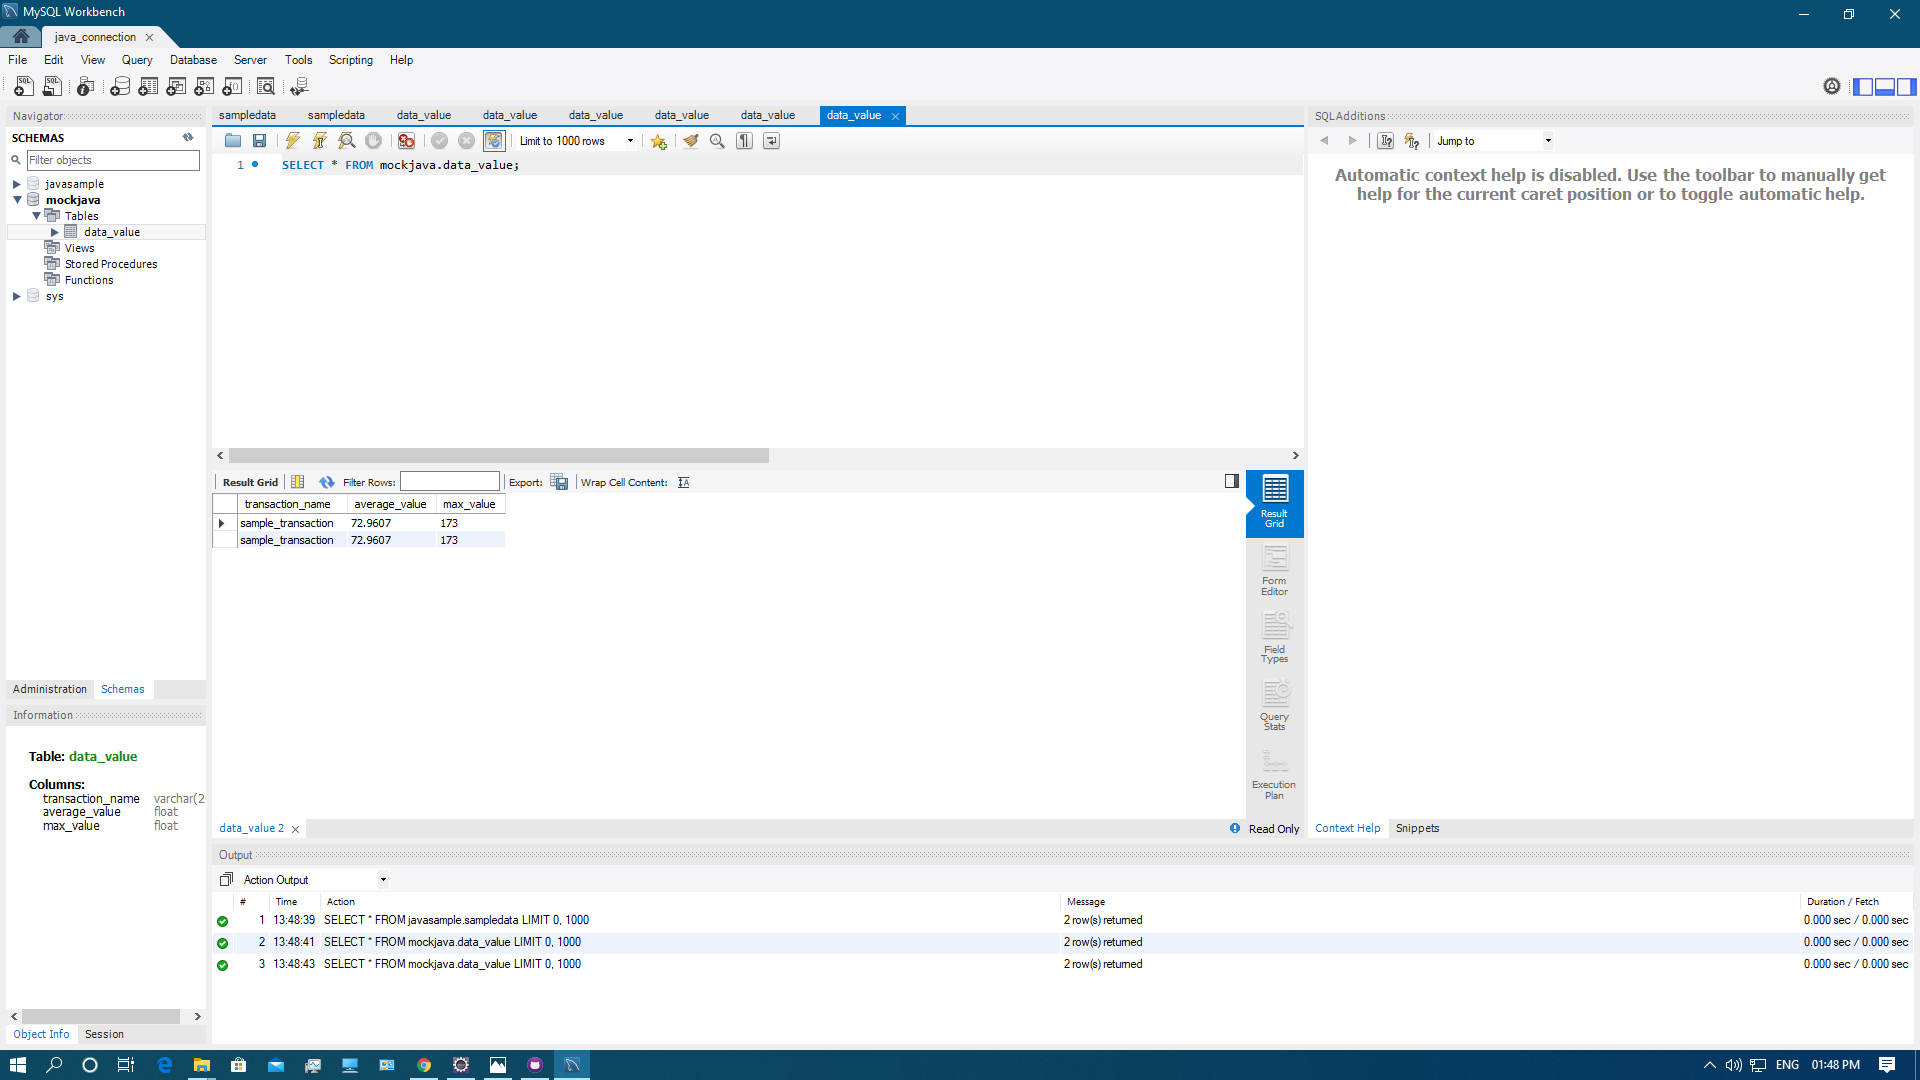 MySQL Workbench
java_connection
File Edit View Query Database Server Tools Scripting Help
Navigator
SCHEMAS
Filter objects
javasample
mockjava
Tables
data_value
Views
Stored Procedures
Functions
sys
Administration Schemas
Information
Table: data_value
Columns:
transaction_name varchar(2
average_value float
max_value float
Object Info Session
sampledata sampledata data_value data_value data_value data_value data_value data_value
Limit to 1000 rows
1 SELECT * FROM mockjava.data_value;
Result Grid Filter Rows: Export: Wrap Cell Content:
transaction_name average_value max_value
sample_transaction 72.9607 173
sample_transaction 72.9607 173
Result Grid
Form Editor
Field Types
Query Stats
Execution Plan
data_value 2 Read Only
SQLAdditions
Jump to
Automatic context help is disabled. Use the toolbar to manually get
help for the current caret position or to toggle automatic help.
Context Help Snippets
Output
Action Output
# Time Action Message Duration / Fetch
1 13:48:39 SELECT * FROM javasample.sampledata LIMIT 0, 1000 2 row(s) returned 0.000 sec / 0.000 sec
2 13:48:41 SELECT * FROM mockjava.data_value LIMIT 0, 1000 2 row(s) returned 0.000 sec / 0.000 sec
3 13:48:43 SELECT * FROM mockjava.data_value LIMIT 0, 1000 2 row(s) returned 0.000 sec / 0.000 sec
ENG 01:48 PM